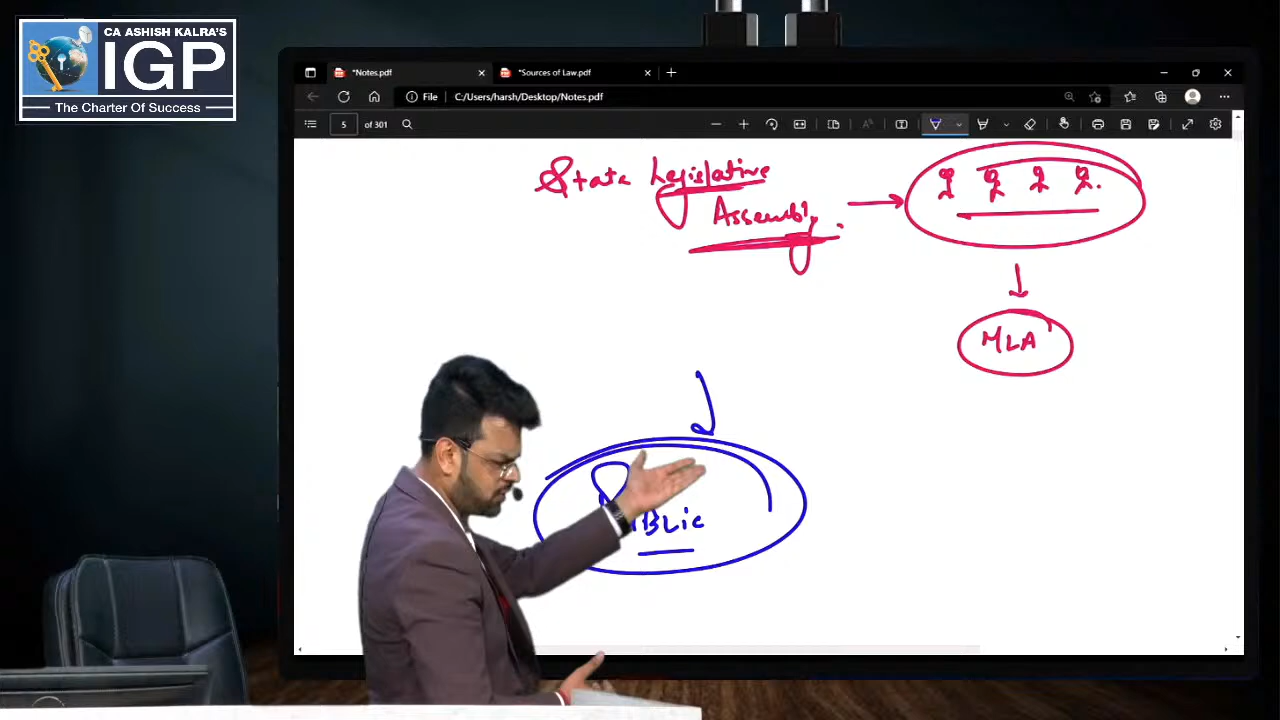 CA ASHISH KALRA'S
IGP
The Charter Of Success
*Notes.pdf
*Sources of Law.pdf
File
C:/Users/harsh/Desktop/Notes.pdf
5 of 301
State Legislative
Assembly
MLA
BLic